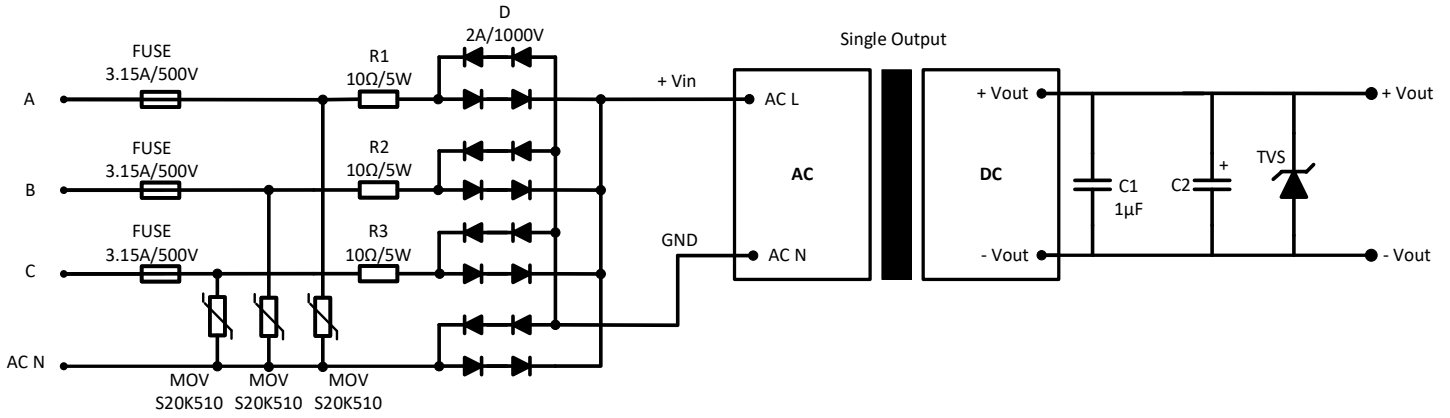 D
2A/1000V
FUSE
3.15A/500V
R1
10Ω/5W
A
FUSE
3.15A/500V
R2
10Ω/5W
B
FUSE
3.15A/500V
R3
10Ω/5W
C
AC N
MOV
S20K510
MOV
S20K510
MOV
S20K510
+ Vin
GND
Single Output
AC L
AC
AC N
+ Vout
DC
- Vout
C1
1µF
C2
+
TVS
+ Vout
- Vout